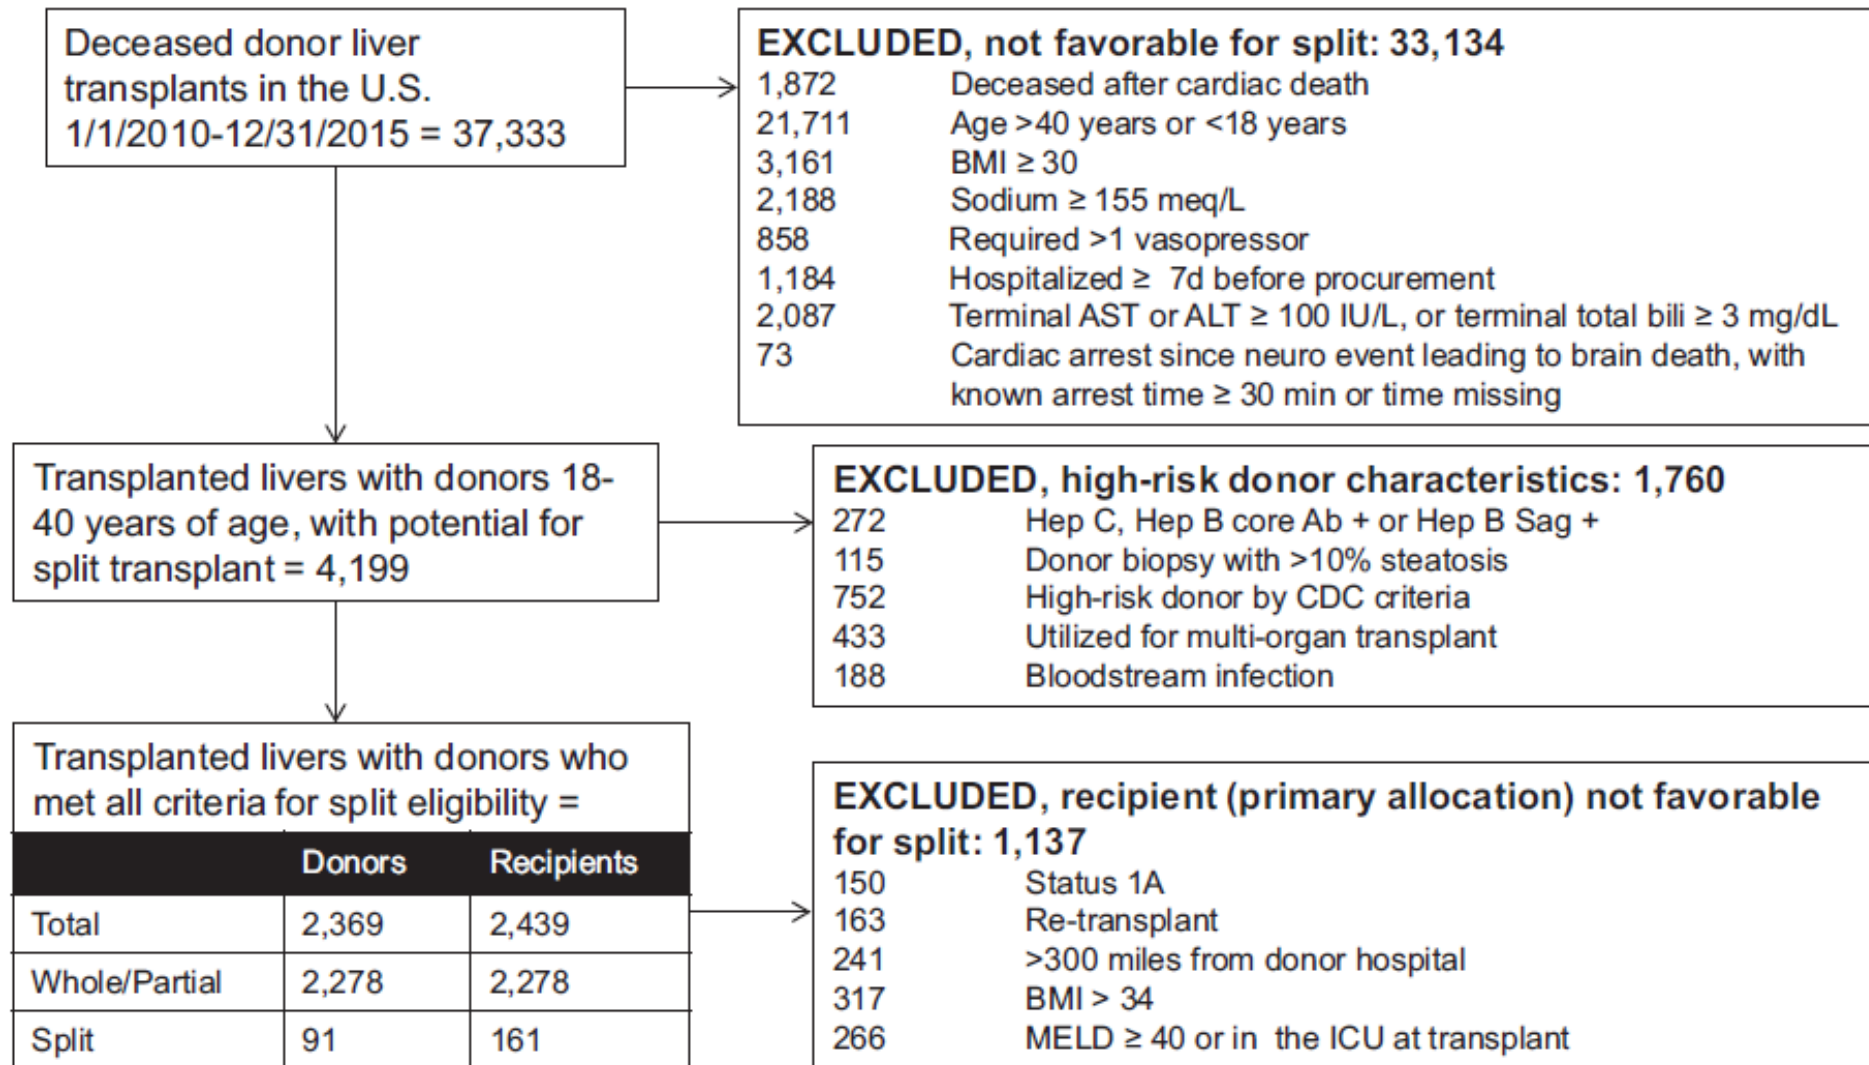 Deceased donor liver
transplants in the U.S.
1/1/2010-12/31/2015 = 37,333
EXCLUDED, not favorable for split: 33,134
1,872 Deceased after cardiac death
21,711 Age >40 years or <18 years
3,161 BMI ≥ 30
2,188 Sodium ≥ 155 meq/L
858 Required >1 vasopressor
1,184 Hospitalized ≥ 7d before procurement
2,087 Terminal AST or ALT ≥ 100 IU/L, or terminal total bili ≥ 3 mg/dL
73 Cardiac arrest since neuro event leading to brain death, with
known arrest time ≥ 30 min or time missing
Transplanted livers with donors 18-
40 years of age, with potential for
split transplant = 4,199
EXCLUDED, high-risk donor characteristics: 1,760
272 Hep C, Hep B core Ab + or Hep B Sag +
115 Donor biopsy with >10% steatosis
752 High-risk donor by CDC criteria
433 Utilized for multi-organ transplant
188 Bloodstream infection
Transplanted livers with donors who
met all criteria for split eligibility =
Donors Recipients
Total 2,369 2,439
Whole/Partial 2,278 2,278
Split 91 161
EXCLUDED, recipient (primary allocation) not favorable
for split: 1,137
150 Status 1A
163 Re-transplant
241 >300 miles from donor hospital
317 BMI > 34
266 MELD ≥ 40 or in the ICU at transplant